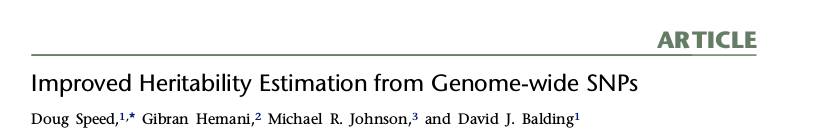 ARTICLE
Improved Heritability Estimation from Genome-wide SNPs
Doug Speed,1,* Gibran Hemani,2 Michael R. Johnson,3 and David J. Balding1